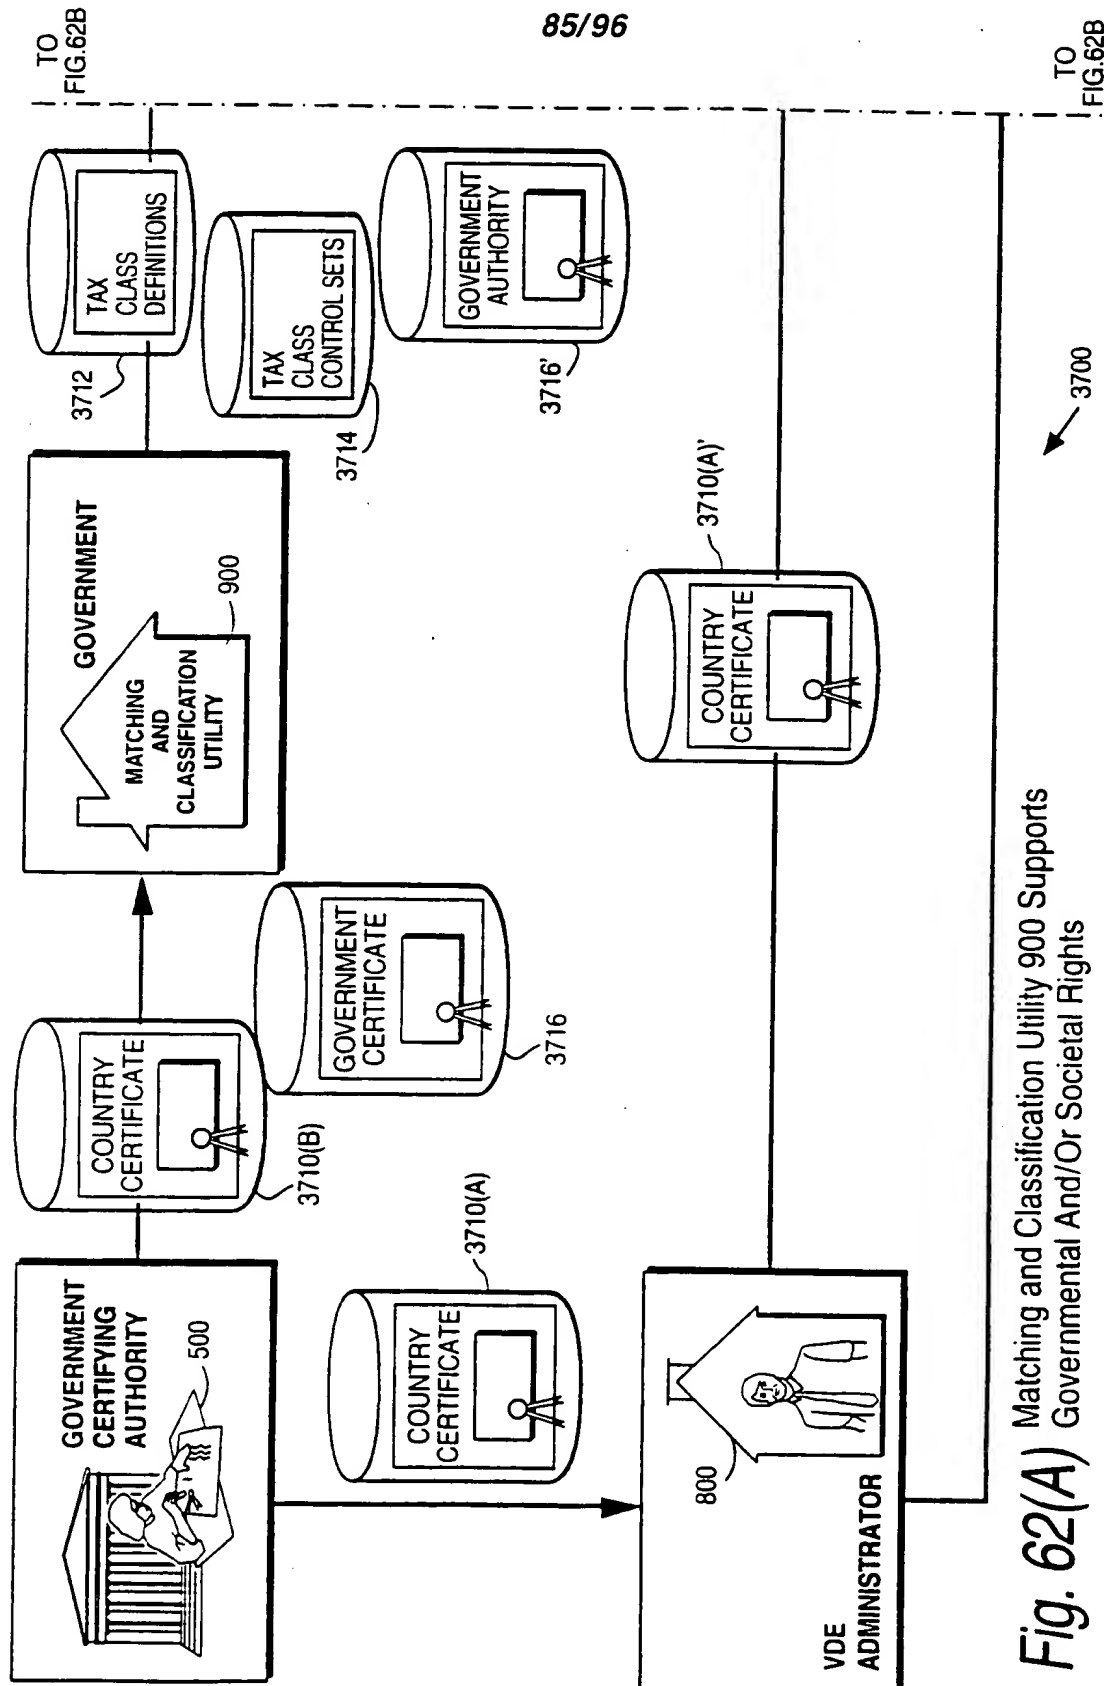 85/96
GOVERNMENT
CERTIFYING
AUTHORITY
500
COUNTRY
CERTIFICATE
3710(B)
GOVERNMENT
CERTIFICATE
3716
GOVERNMENT
MATCHING
AND
CLASSIFICATION
UTILITY
900
TAX
CLASS
DEFINITIONS
3712
TAX
CLASS
CONTROL SETS
3714
GOVERNMENT
AUTHORITY
3716'
TO
FIG.62B
COUNTRY
CERTIFICATE
3710(A)
VDE
ADMINISTRATOR
800
COUNTRY
CERTIFICATE
3710(A)'
3700
TO
FIG.62B
Fig. 62(A) Matching and Classification Utility 900 Supports
Governmental And/Or Societal Rights